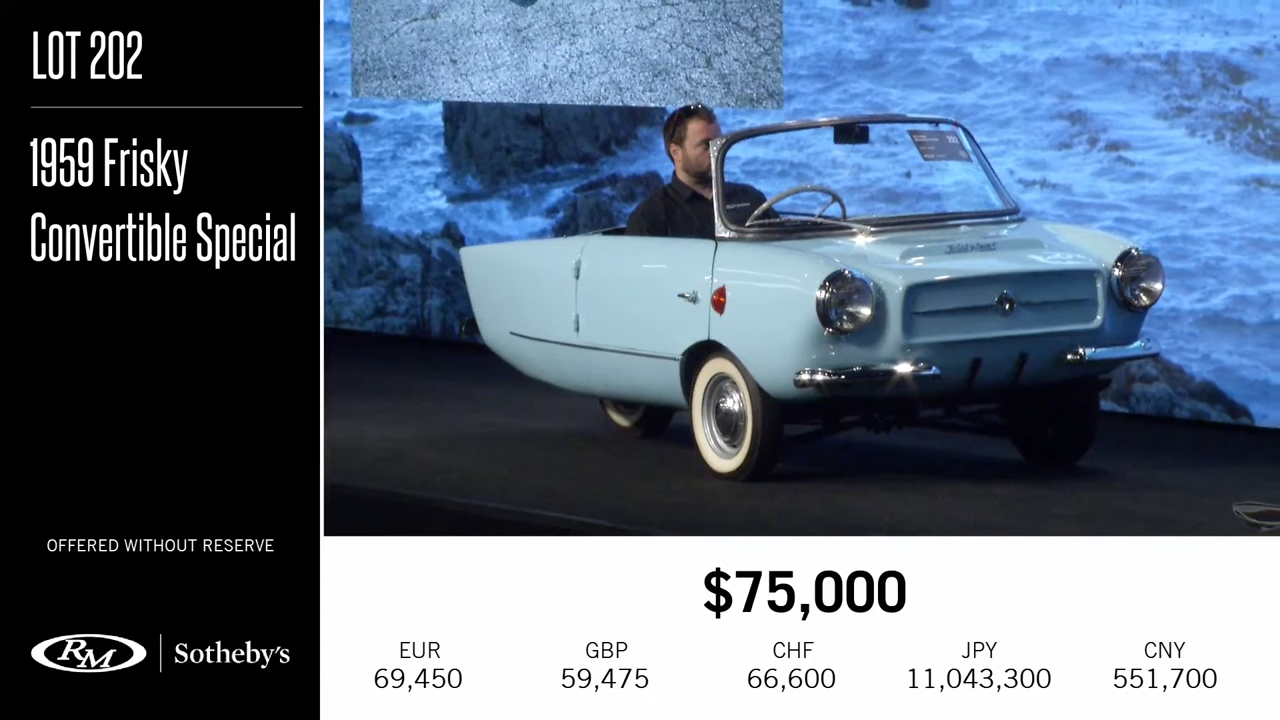 LOT 202
1959 Frisky
Convertible Special
OFFERED WITHOUT RESERVE
RM | Sotheby's
202
$75,000
EUR
69,450
GBP
59,475
CHF
66,600
JPY
11,043,300
CNY
551,700